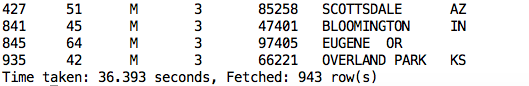 427 51 M 3 85258 SCOTTSDALE AZ
841 45 M 3 47401 BLOOMINGTON IN
845 64 M 3 97405 EUGENE OR
935 42 M 3 66221 OVERLAND PARK KS
Time taken: 36.393 seconds, Fetched: 943 row(s)